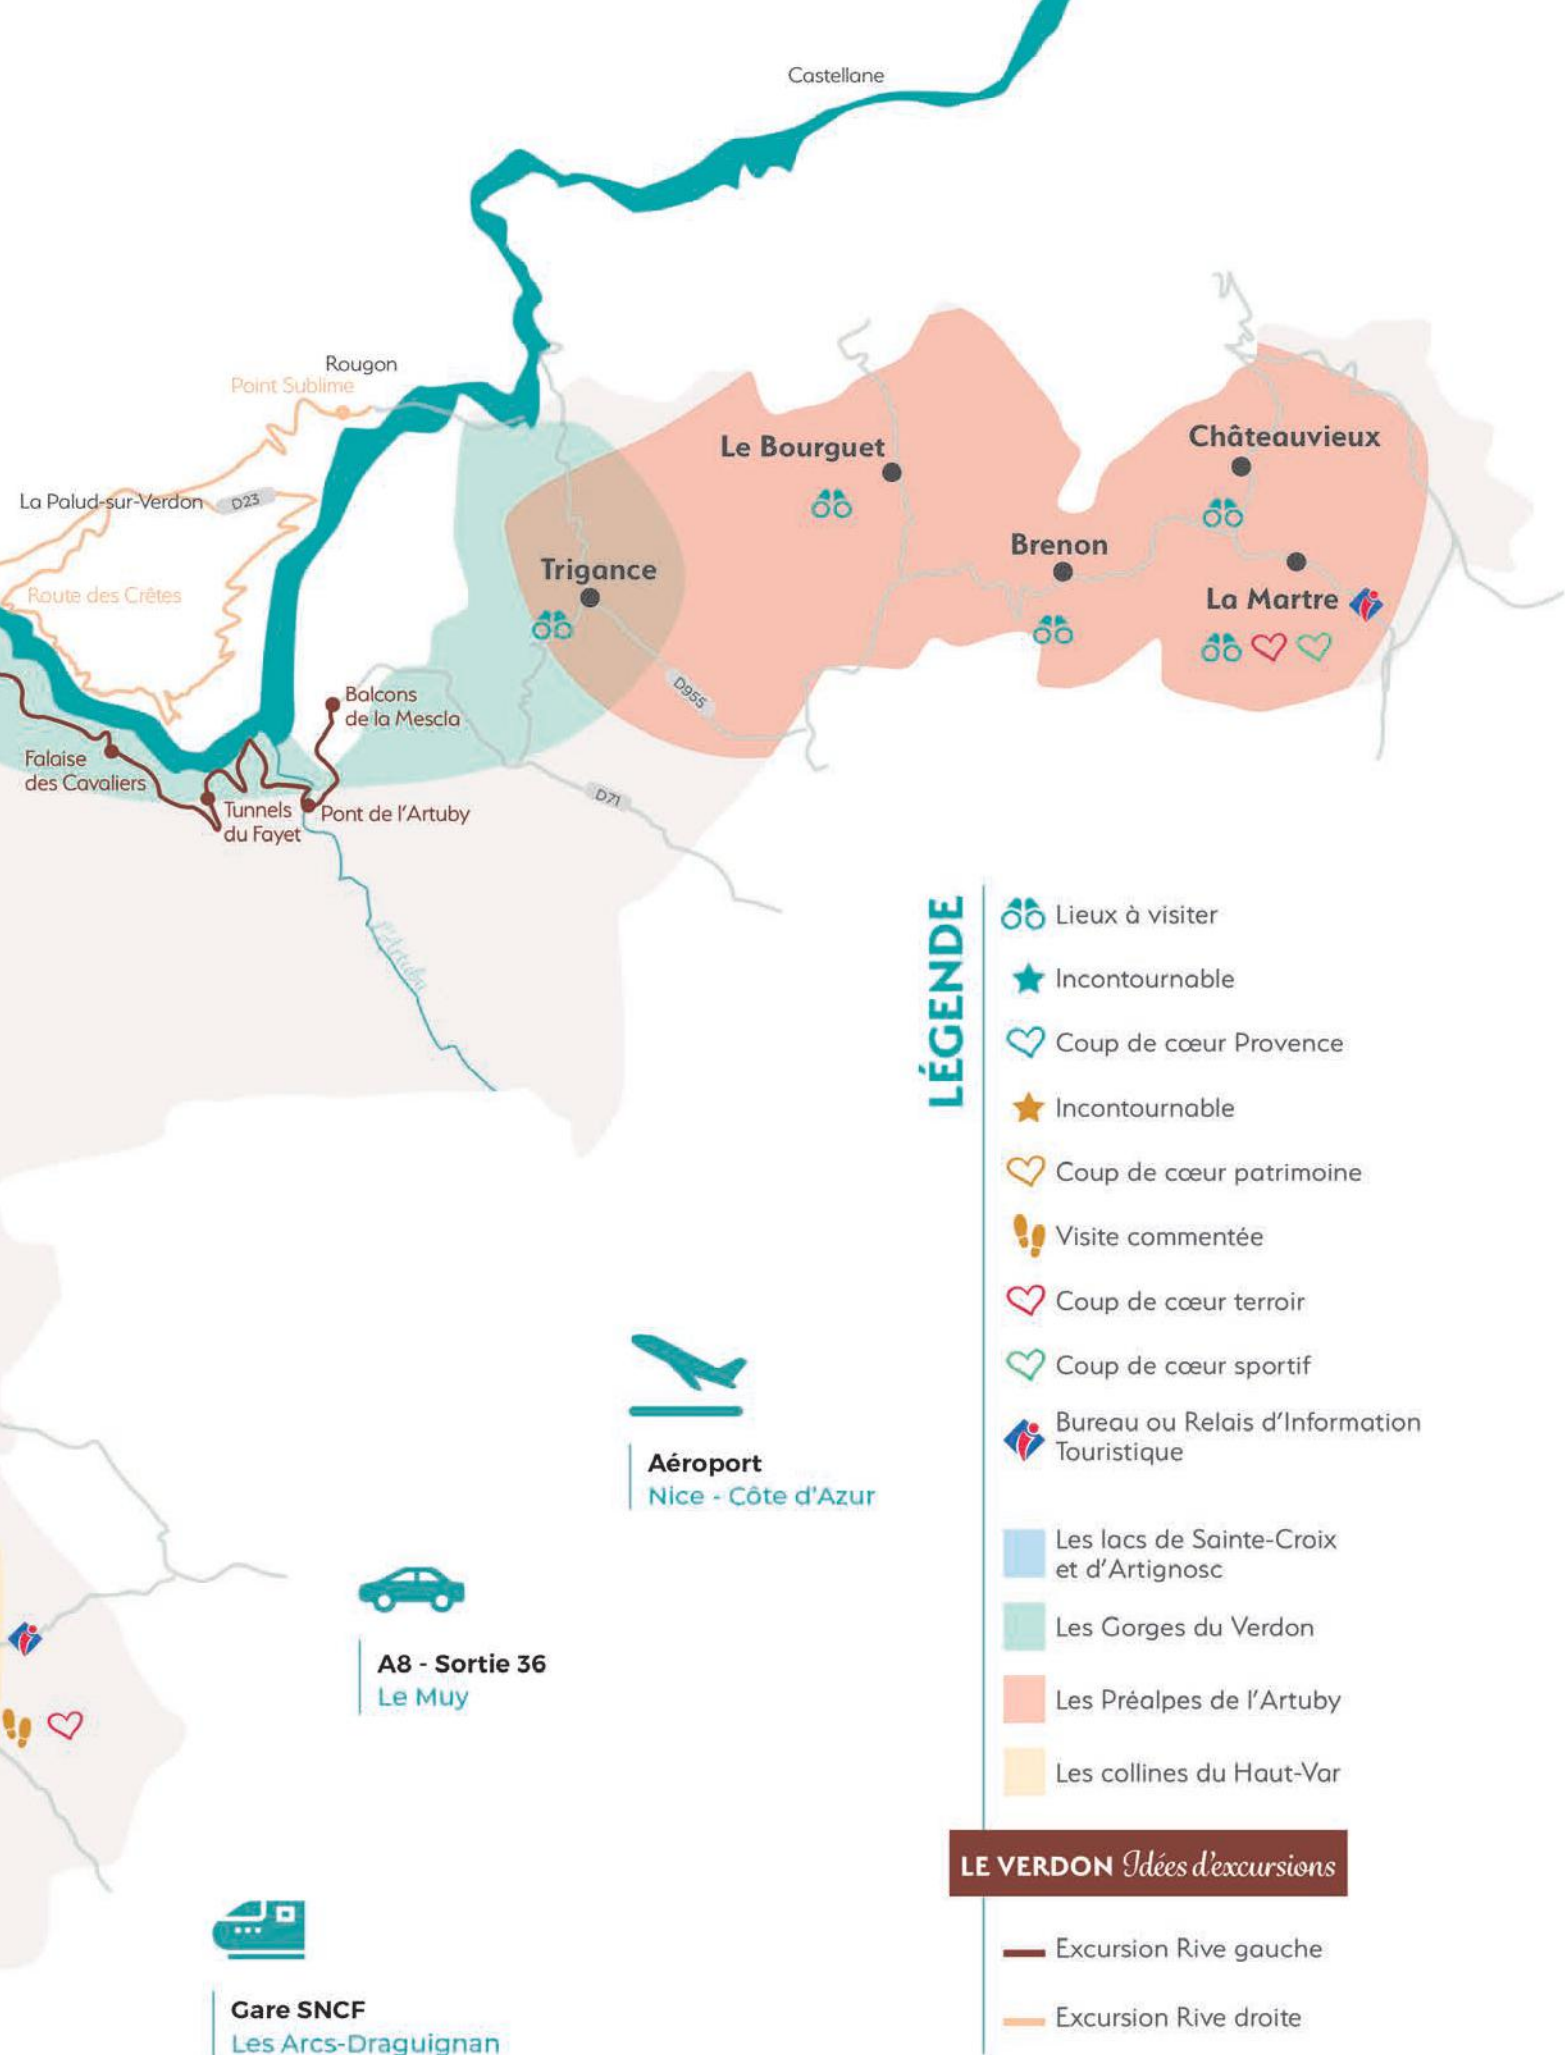 Castellane
Rougon
Point Sublime
La Palud-sur-Verdon
D23
Route des Crêtes
Le Bourguet
Châteauvieux
Brenon
Trigance
La Martre
D955
Balcons
de la Mescla
Falaise
des Cavaliers
Tunnels
du Fayet
Pont de l'Artuby
D71
l'Artuby
LÉGENDE
Lieux à visiter
Incontournable
Coup de cœur Provence
Incontournable
Coup de cœur patrimoine
Visite commentée
Coup de cœur terroir
Coup de cœur sportif
Bureau ou Relais d'Information
Touristique
Les lacs de Sainte-Croix
et d'Artignosc
Les Gorges du Verdon
Les Préalpes de l'Artuby
Les collines du Haut-Var
LE VERDON Idées d'excursions
Excursion Rive gauche
Excursion Rive droite
Aéroport
Nice - Côte d'Azur
A8 - Sortie 36
Le Muy
Gare SNCF
Les Arcs-Draguignan